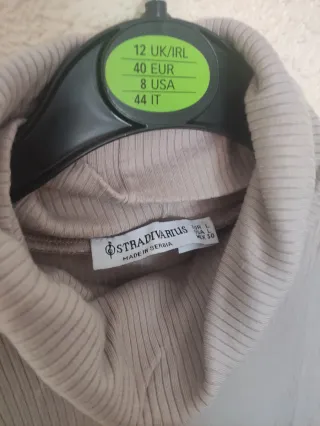 12 UK/IRL
40 EUR
8 USA
44 IT
STRADIVARIUS
MADE IN SERBIA